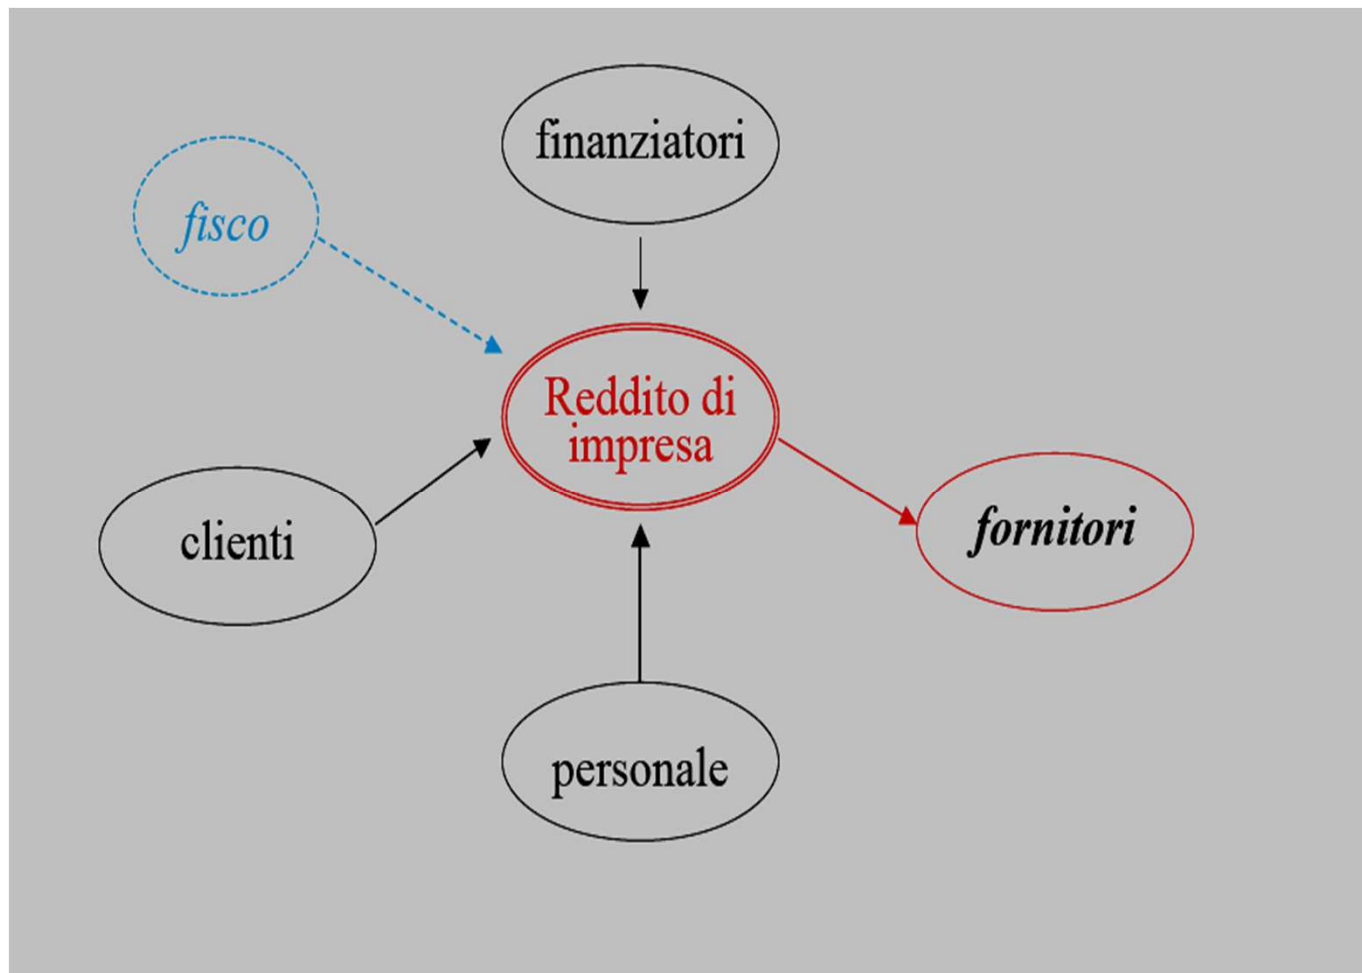 finanziatori
fisco
Reddito di
impresa
clienti
fornitori
personale